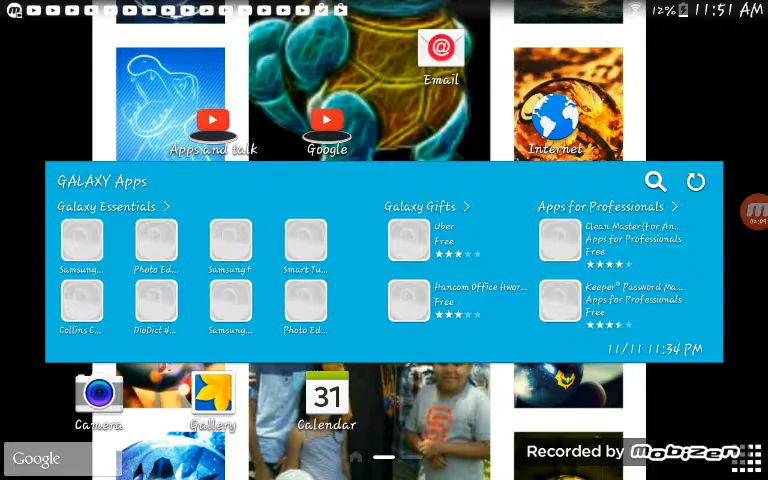 12% 11:51 AM
Email
Apps and talk
Google
Internet
GALAXY Apps
Galaxy Essentials >
Galaxy Gifts >
Apps for Professionals >
Samsung...
Photo Ed...
Samsung+
Smart Tu...
Uber
Free
Clean Master(For An...
Apps for Professionals
Free
Collins C...
DioDict 4...
Samsung...
Photo Ed...
Hancom Office Hwor...
Free
Keeper® Password Ma...
Apps for Professionals
Free
11/11 11:34 PM
12:09
Camera
Gallery
31
Calendar
Google
Recorded by Mobizen